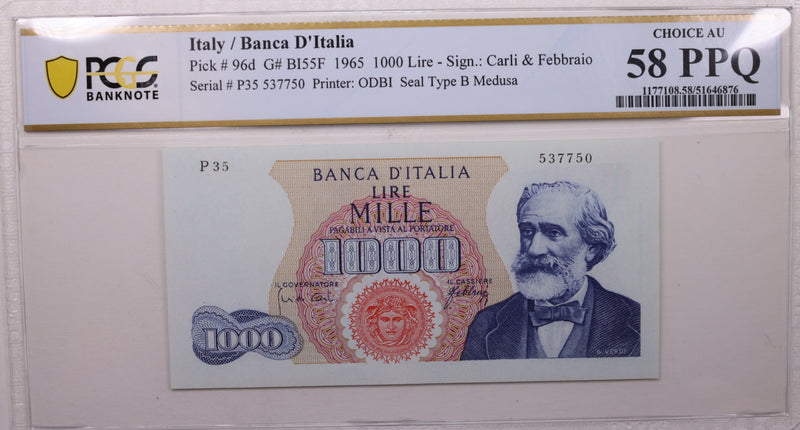 PCGS
BANKNOTE
Italy / Banca D'Italia
Pick # 96d G# BI55F 1965 1000 Lire - Sign.: Carli & Febbraio
Serial # P35 537750 Printer: ODBI Seal Type B Medusa
CHOICE AU
58 PPQ
1177108.58/51646876
P 35
537750
BANCA D'ITALIA
LIRE
MILLE
PAGABILI A VISTA AL PORTATORE
1000
IL GOVERNATORE
IL CASSIERE
1000
G. VERDI